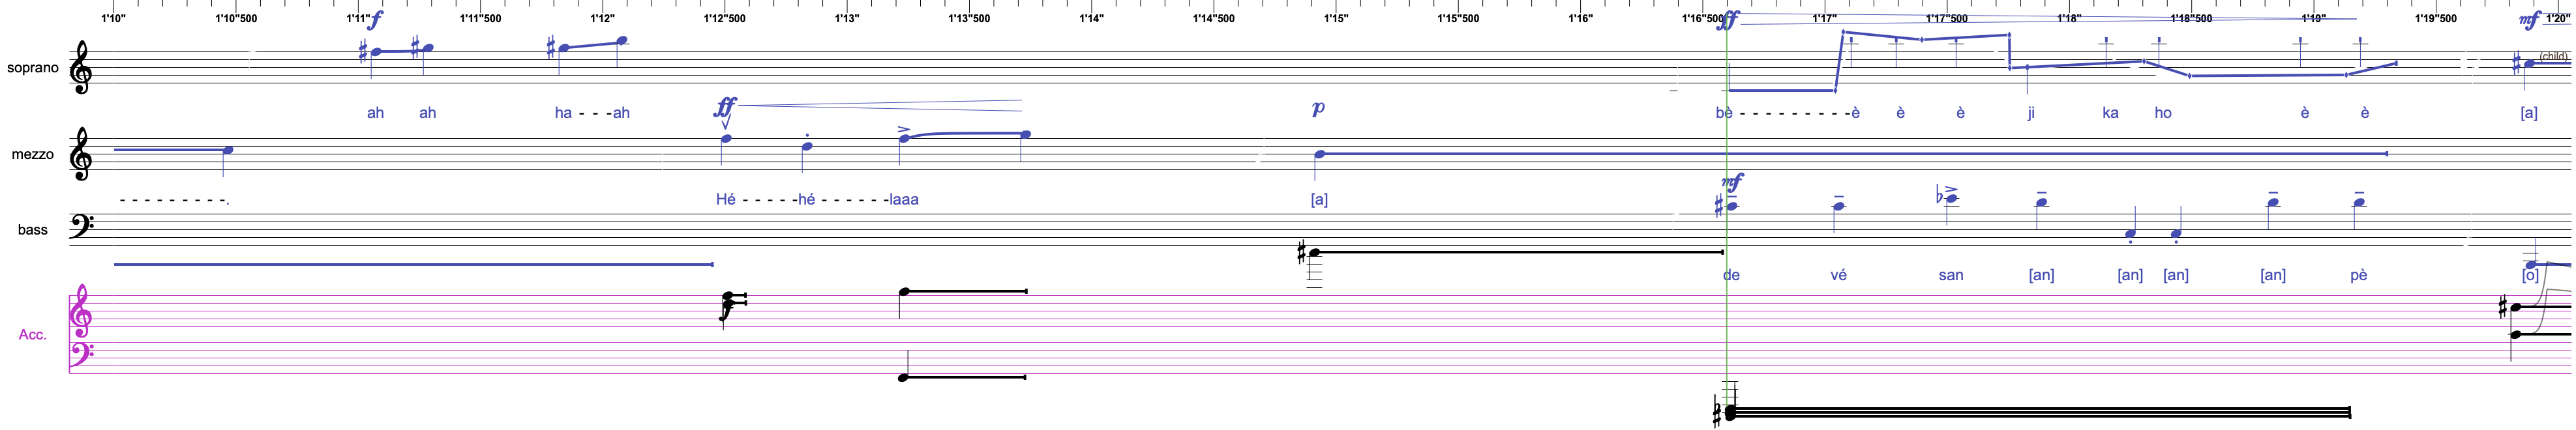 1'10" 1'10"500 1'11" 1'11"500 1'12" 1'12"500 1'13" 1'13"500 1'14" 1'14"500 1'15" 1'15"500 1'16" 1'16"500 1'17" 1'17"500 1'18" 1'18"500 1'19" 1'19"500 1'20"
f ff mf
soprano (child)
ah ah ha - - -ah bè - - - - - - - - -è è è ji ka ho è è [a]
ff p
mezzo
mf
- - - - - - - - -. Hé - - - - -hé - - - - - -laaa [a]
bass
de vé san [an] [an] [an] [an] pè [o]
Acc.